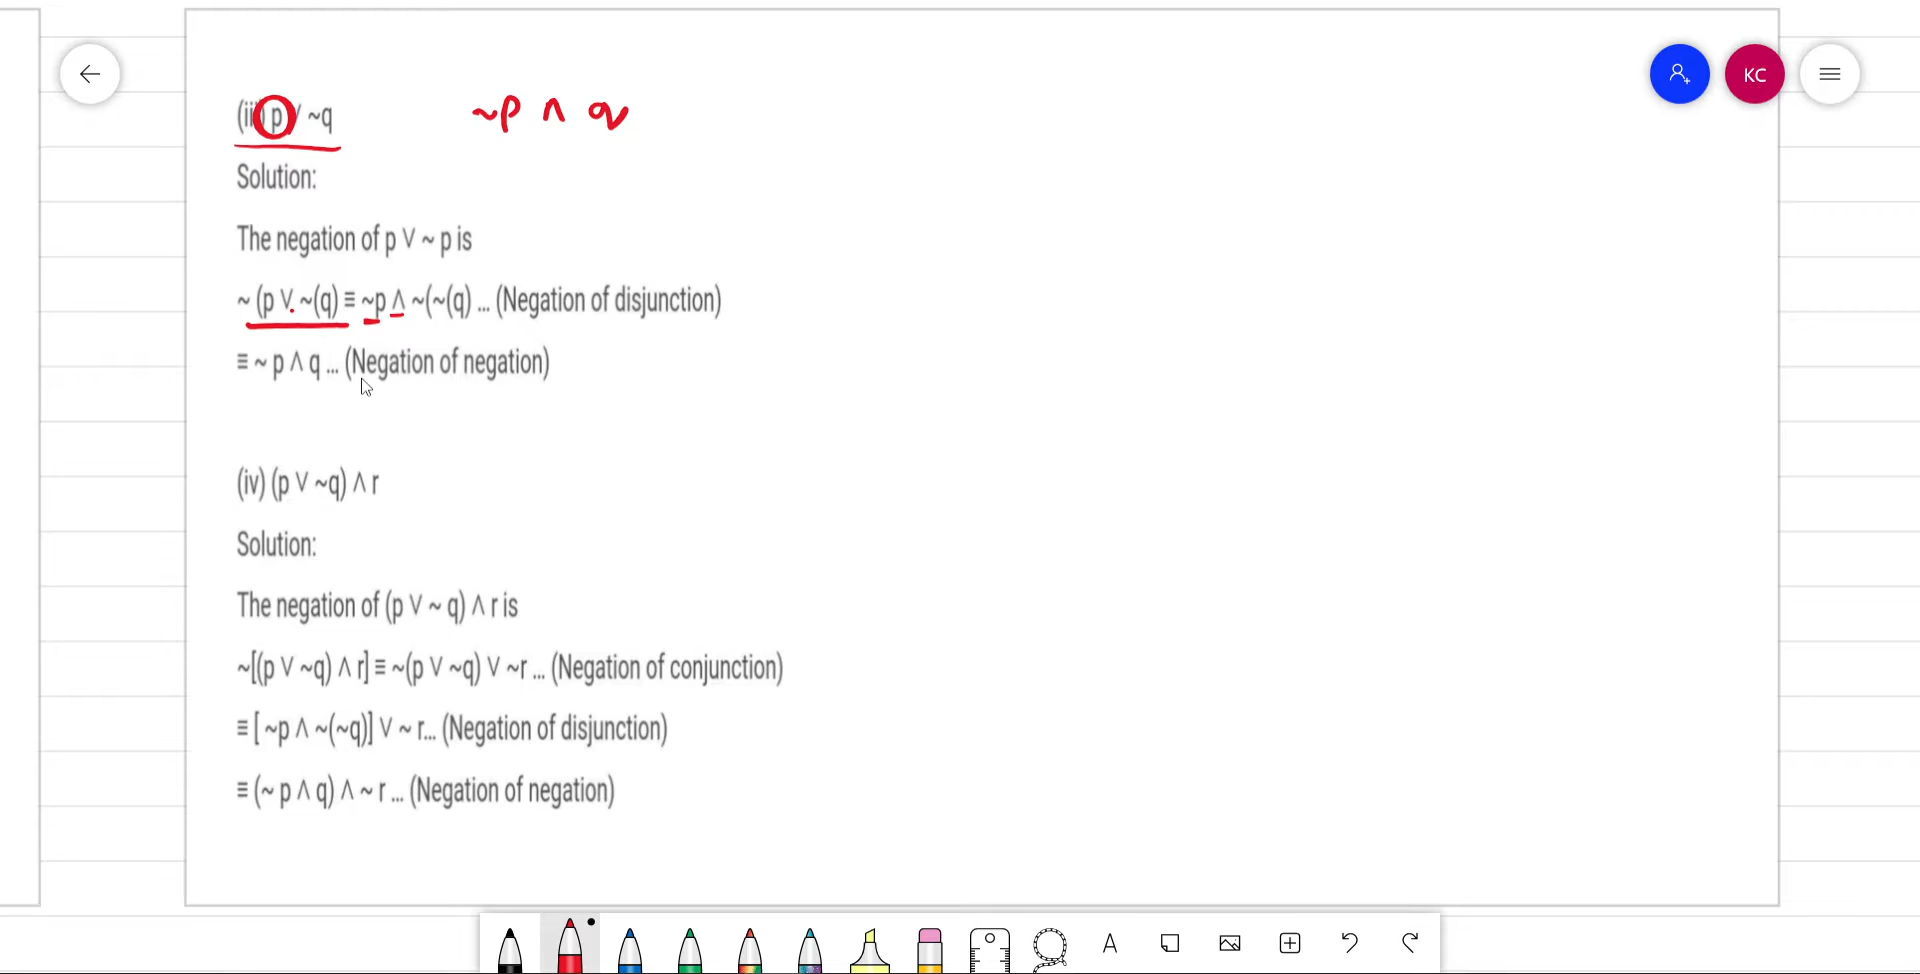 KC
(iii) p V ~q ~p ∧ q
Solution:
The negation of p V ~ p is
~ (p V ~(q) ≡ ~p ∧ ~(~(q) ... (Negation of disjunction)
≡ ~ p ∧ q ... (Negation of negation)
(iv) (p V ~q) ∧ r
Solution:
The negation of (p V ~ q) ∧ r is
~[(p V ~q) ∧ r] ≡ ~(p V ~q) V ~r ... (Negation of conjunction)
≡ [ ~p ∧ ~(~q)] V ~ r... (Negation of disjunction)
≡ (~ p ∧ q) ∧ ~ r ... (Negation of negation)
A